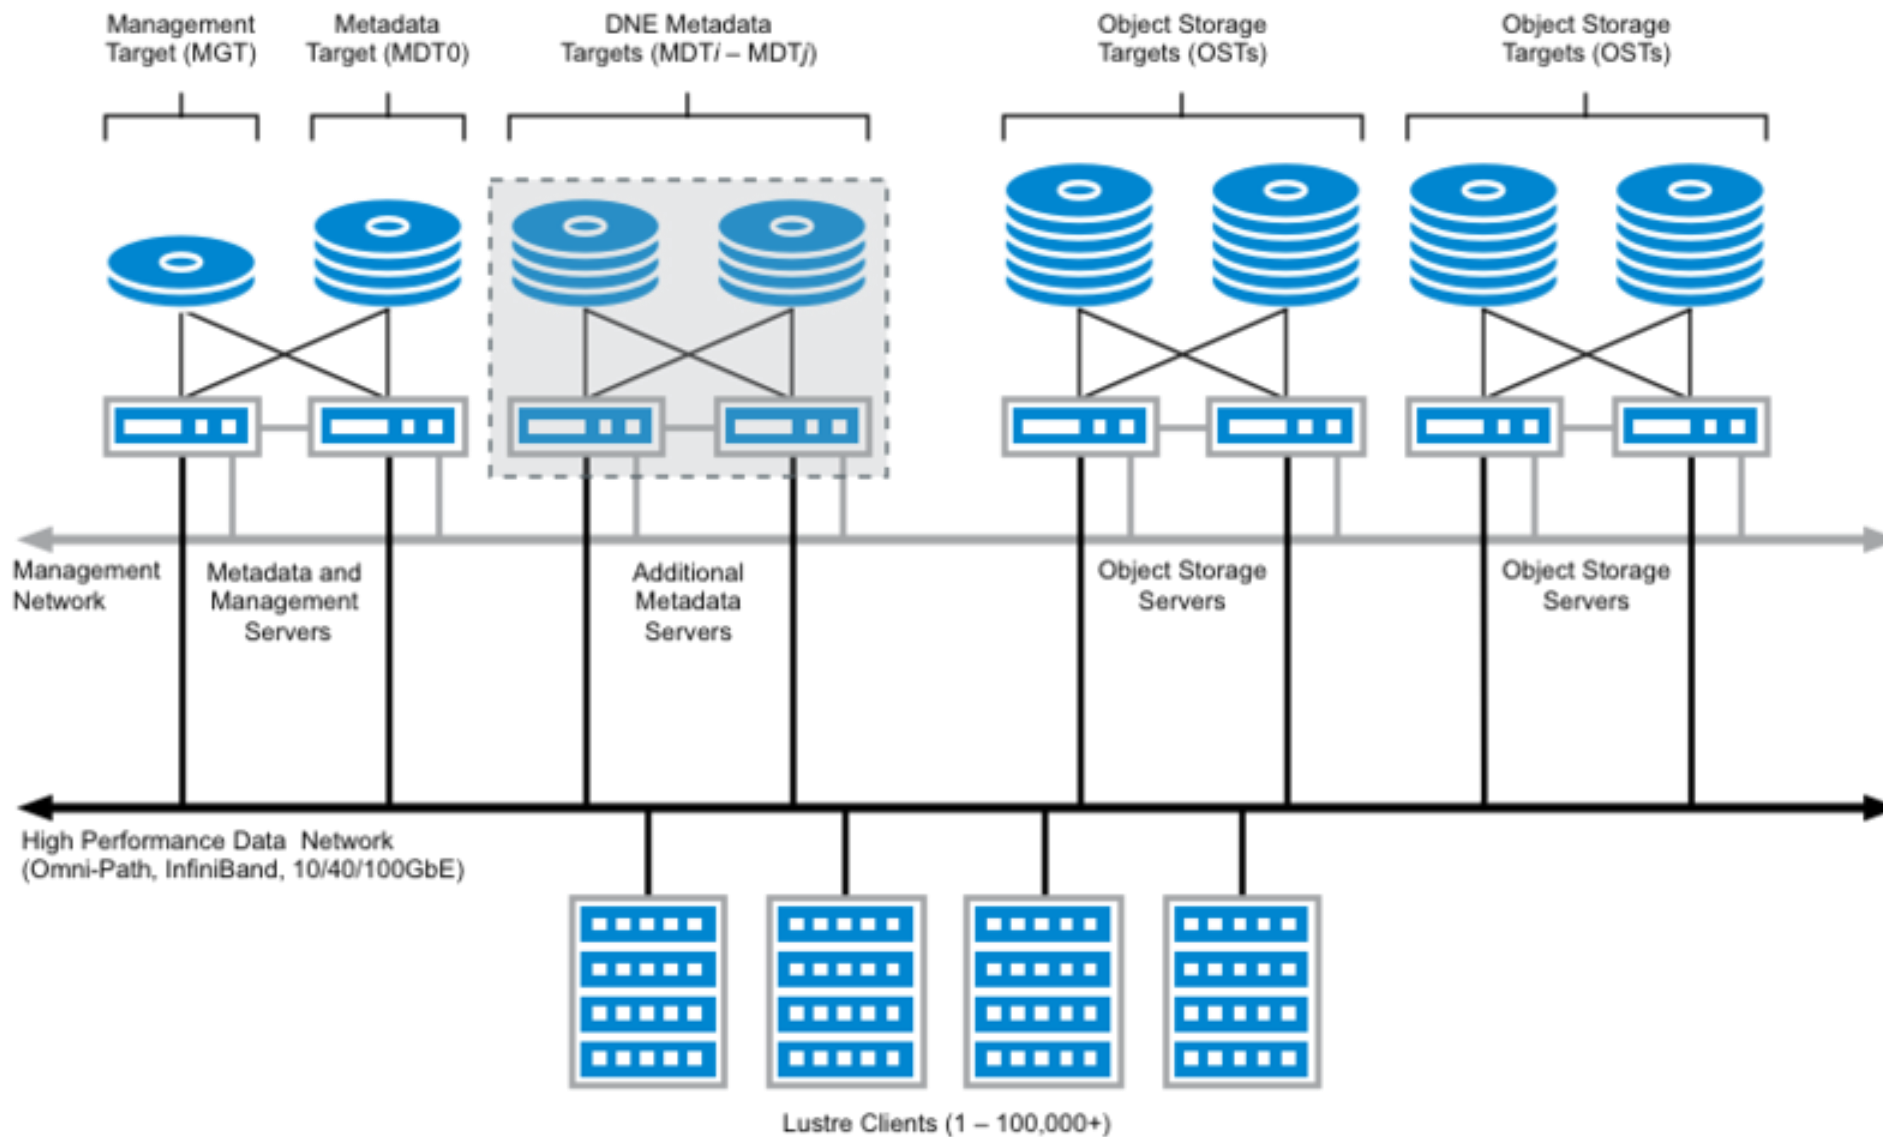 Management
Target (MGT)
Metadata
Target (MDT0)
DNE Metadata
Targets (MDTi – MDTj)
Object Storage
Targets (OSTs)
Object Storage
Targets (OSTs)
Management
Network
Metadata and
Management
Servers
Additional
Metadata
Servers
Object Storage
Servers
Object Storage
Servers
High Performance Data Network
(Omni-Path, InfiniBand, 10/40/100GbE)
Lustre Clients (1 – 100,000+)